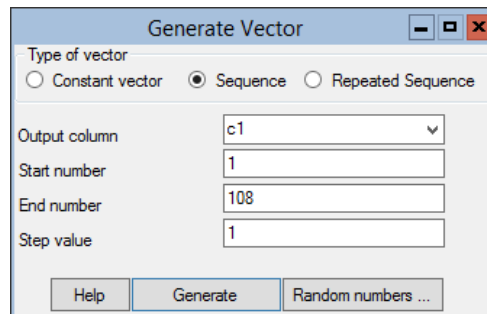 Generate Vector
Type of vector
Constant vector Sequence Repeated Sequence
Output column c1
Start number 1
End number 108
Step value 1
Help Generate Random numbers ...